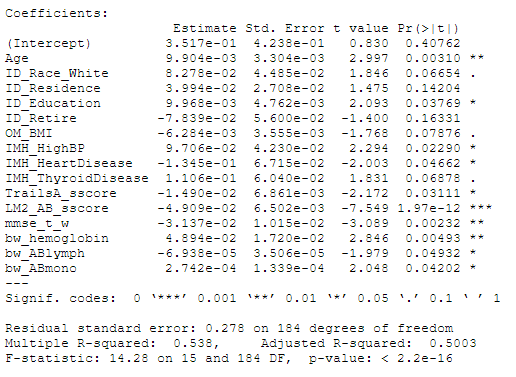 Coefficients:
                   Estimate Std. Error t value Pr(>|t|)
(Intercept)       3.517e-01  4.238e-01   0.830  0.40762
Age               9.904e-03  3.304e-03   2.997  0.00310 **
ID_Race_White     8.278e-02  4.485e-02   1.846  0.06654 .
ID_Residence      3.994e-02  2.708e-02   1.475  0.14204
ID_Education      9.968e-03  4.762e-03   2.093  0.03769 *
ID_Retire        -7.839e-02  5.600e-02  -1.400  0.16331
OM_BMI           -6.284e-03  3.555e-03  -1.768  0.07876 .
IMH_HighBP        9.706e-02  4.230e-02   2.294  0.02290 *
IMH_HeartDisease -1.345e-01  6.715e-02  -2.003  0.04662 *
IMH_ThyroidDisease 1.106e-01  6.040e-02   1.831  0.06878 .
TrailsA_sscore   -1.490e-02  6.861e-03  -2.172  0.03111 *
LM2_AB_sscore    -4.909e-02  6.502e-03  -7.549 1.97e-12 ***
mmse_t_w         -3.137e-02  1.015e-02  -3.089  0.00232 **
bw_hemoglobin     4.894e-02  1.720e-02   2.846  0.00493 **
bw_ABlymph       -6.938e-05  3.506e-05  -1.979  0.04932 *
bw_ABmono         2.742e-04  1.339e-04   2.048  0.04202 *
---
Signif. codes:  0 ‘***’ 0.001 ‘**’ 0.01 ‘*’ 0.05 ‘.’ 0.1 ‘ ’ 1
Residual standard error: 0.278 on 184 degrees of freedom
Multiple R-squared:  0.538,     Adjusted R-squared:  0.5003
F-statistic: 14.28 on 15 and 184 DF,  p-value: < 2.2e-16